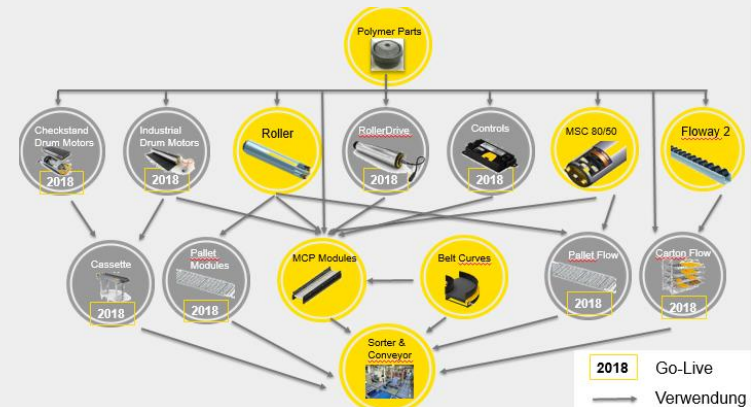 Polymer Parts
Checkstand
Drum Motors
2018
Industrial
Drum Motors
2018
Roller
RollerDrive
2018
Controls
2018
MSC 80/50
Floway 2
Cassette
2018
Pallet
Modules
2018
MCP Modules
Belt Curves
Pallet Flow
2018
Carton Flow
2018
Sorter &
Conveyor
2018 Go-Live
Verwendung